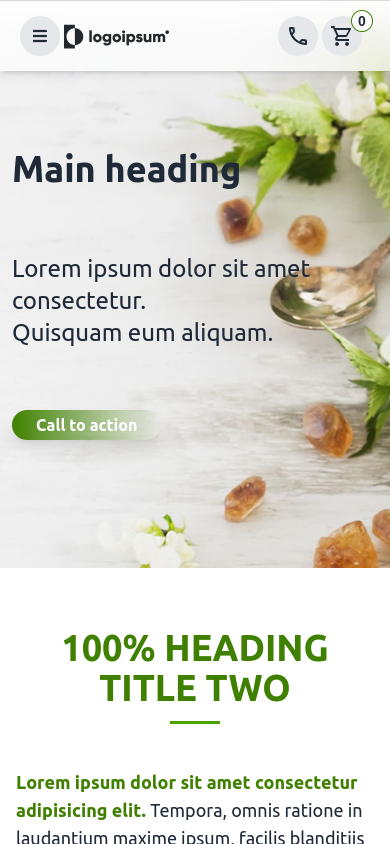 logoipsum
0
Main heading
Lorem ipsum dolor sit amet
consectetur.
Quisquam eum aliquam.
Call to action
100% HEADING
TITLE TWO
Lorem ipsum dolor sit amet consectetur
adipisicing elit. Tempora, omnis ratione in
laudantium maxime ipsum, facilis blanditiis